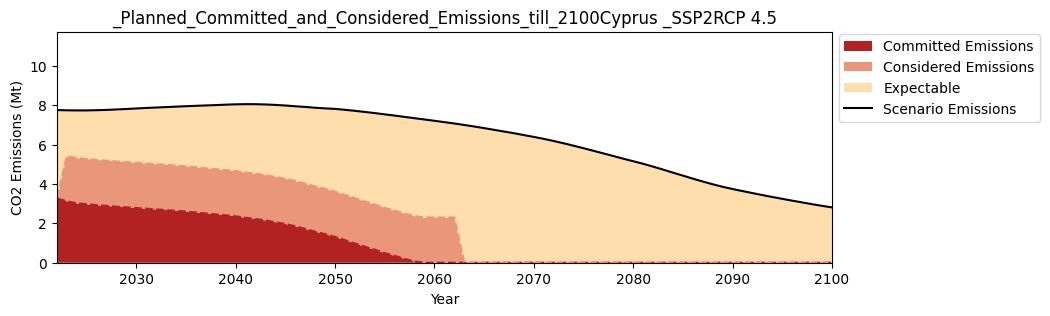 _Planned_Committed_and_Considered_Emissions_till_2100Cyprus _SSP2RCP 4.5
10
8
6
4
2
0
CO2 Emissions (Mt)
2030 2040 2050 2060 2070 2080 2090 2100
Year
Committed Emissions
Considered Emissions
Expectable
Scenario Emissions